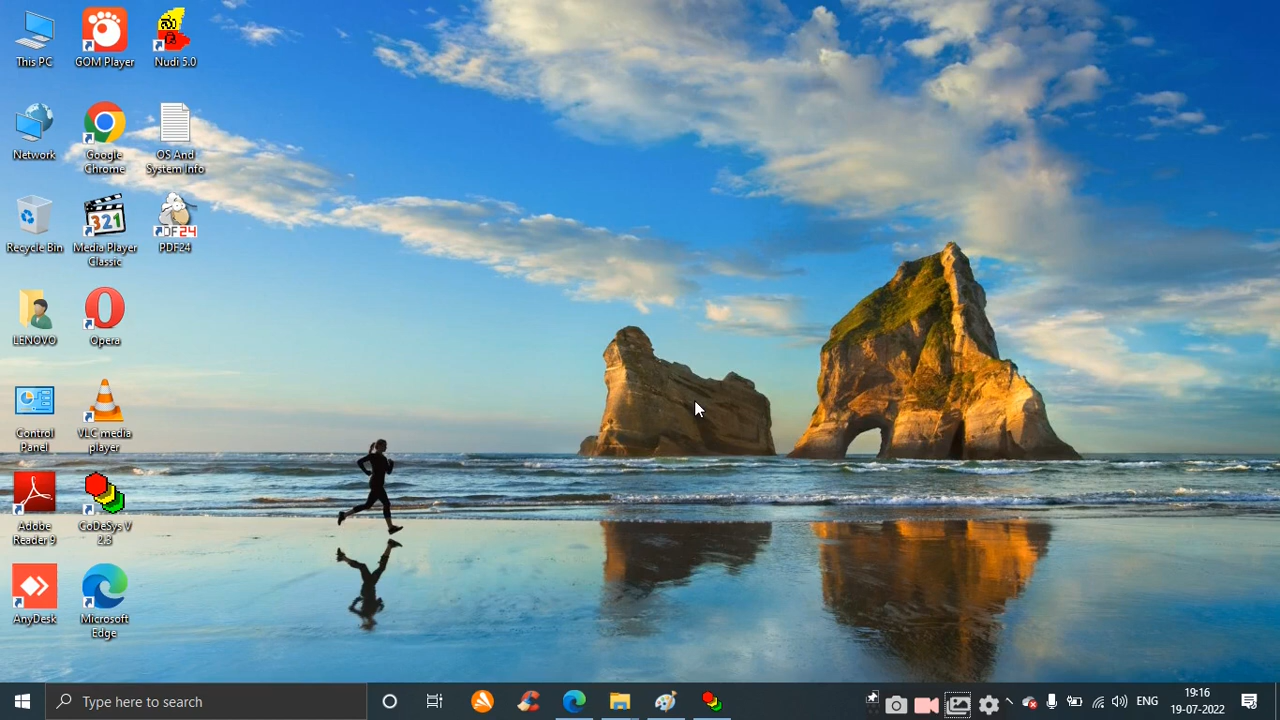 This PC
GOM Player
Nudi 5.0
Network
Google
Chrome
OS And
System Info
Recycle Bin
321
Media Player
Classic
PDF24
LENOVO
Opera
Control
Panel
VLC media
player
Adobe
Reader 9
CoDeSys V
2.3
AnyDesk
Microsoft
Edge
Type here to search
ENG
19:16
19-07-2022